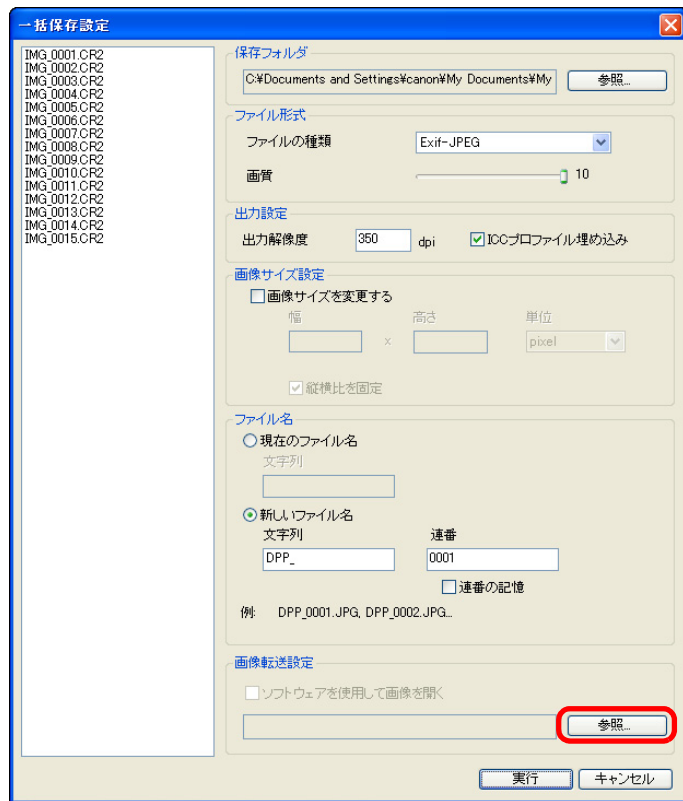 一括保存設定
IMG_0001.CR2
IMG_0002.CR2
IMG_0003.CR2
IMG_0004.CR2
IMG_0005.CR2
IMG_0006.CR2
IMG_0007.CR2
IMG_0008.CR2
IMG_0009.CR2
IMG_0010.CR2
IMG_0011.CR2
IMG_0012.CR2
IMG_0013.CR2
IMG_0014.CR2
IMG_0015.CR2
保存フォルダ
C:¥Documents and Settings¥canon¥My Documents¥My 参照...
ファイル形式
ファイルの種類 Exif-JPEG
画質 10
出力設定
出力解像度 350 dpi ICCプロファイル埋め込み
画像サイズ設定
画像サイズを変更する
幅 高さ 単位
x pixel
縦横比を固定
ファイル名
現在のファイル名
文字列
新しいファイル名
文字列 連番
DPP_ 0001
連番の記憶
例: DPP_0001.JPG, DPP_0002.JPG...
画像転送設定
ソフトウェアを使用して画像を開く
参照...
実行 キャンセル